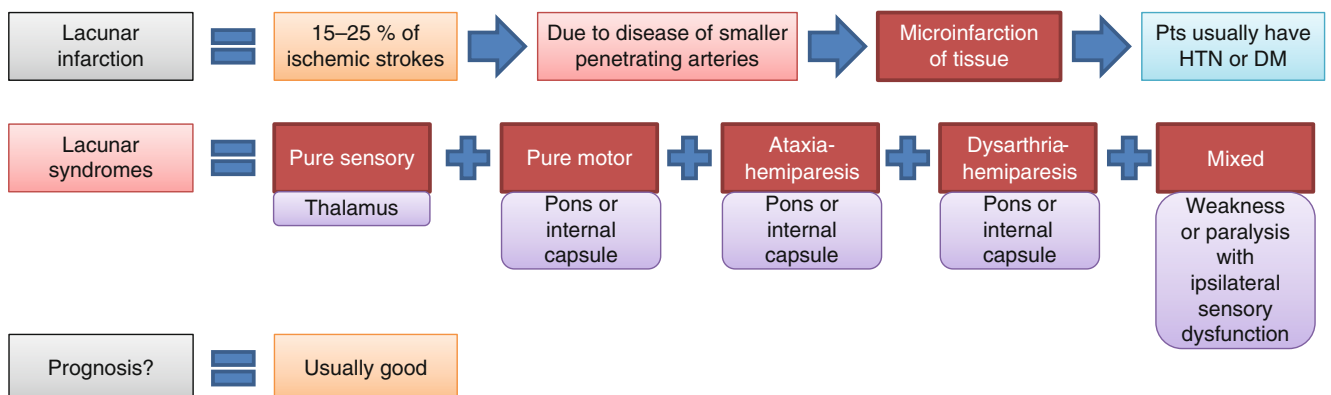 Lacunar
infarction
15–25 % of
ischemic strokes
Due to disease of smaller
penetrating arteries
Microinfarction
of tissue
Pts usually have
HTN or DM
Lacunar
syndromes
Pure sensory
Thalamus
Pure motor
Pons or
internal
capsule
Ataxia-
hemiparesis
Pons or
internal
capsule
Dysarthria-
hemiparesis
Pons or
internal
capsule
Mixed
Weakness
or paralysis
with
ipsilateral
sensory
dysfunction
Prognosis?
Usually good